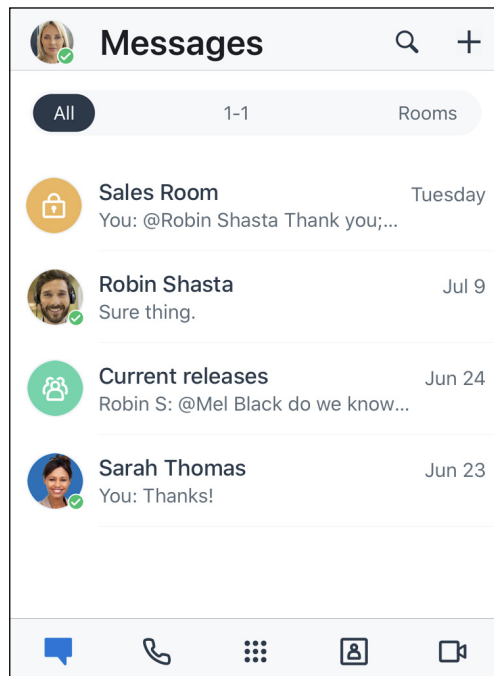 Messages
All 1-1 Rooms
Sales Room Tuesday
You: @Robin Shasta Thank you;...
Robin Shasta Jul 9
Sure thing.
Current releases Jun 24
Robin S: @Mel Black do we know...
Sarah Thomas Jun 23
You: Thanks!